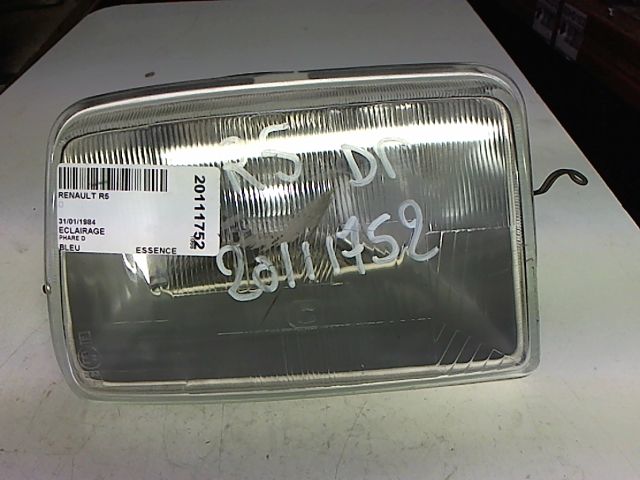 RENAULT R5
31/01/1984
ECLAIRAGE
PHARE D
BLEU ESSENCE
20111752
R5 Dr
20111752